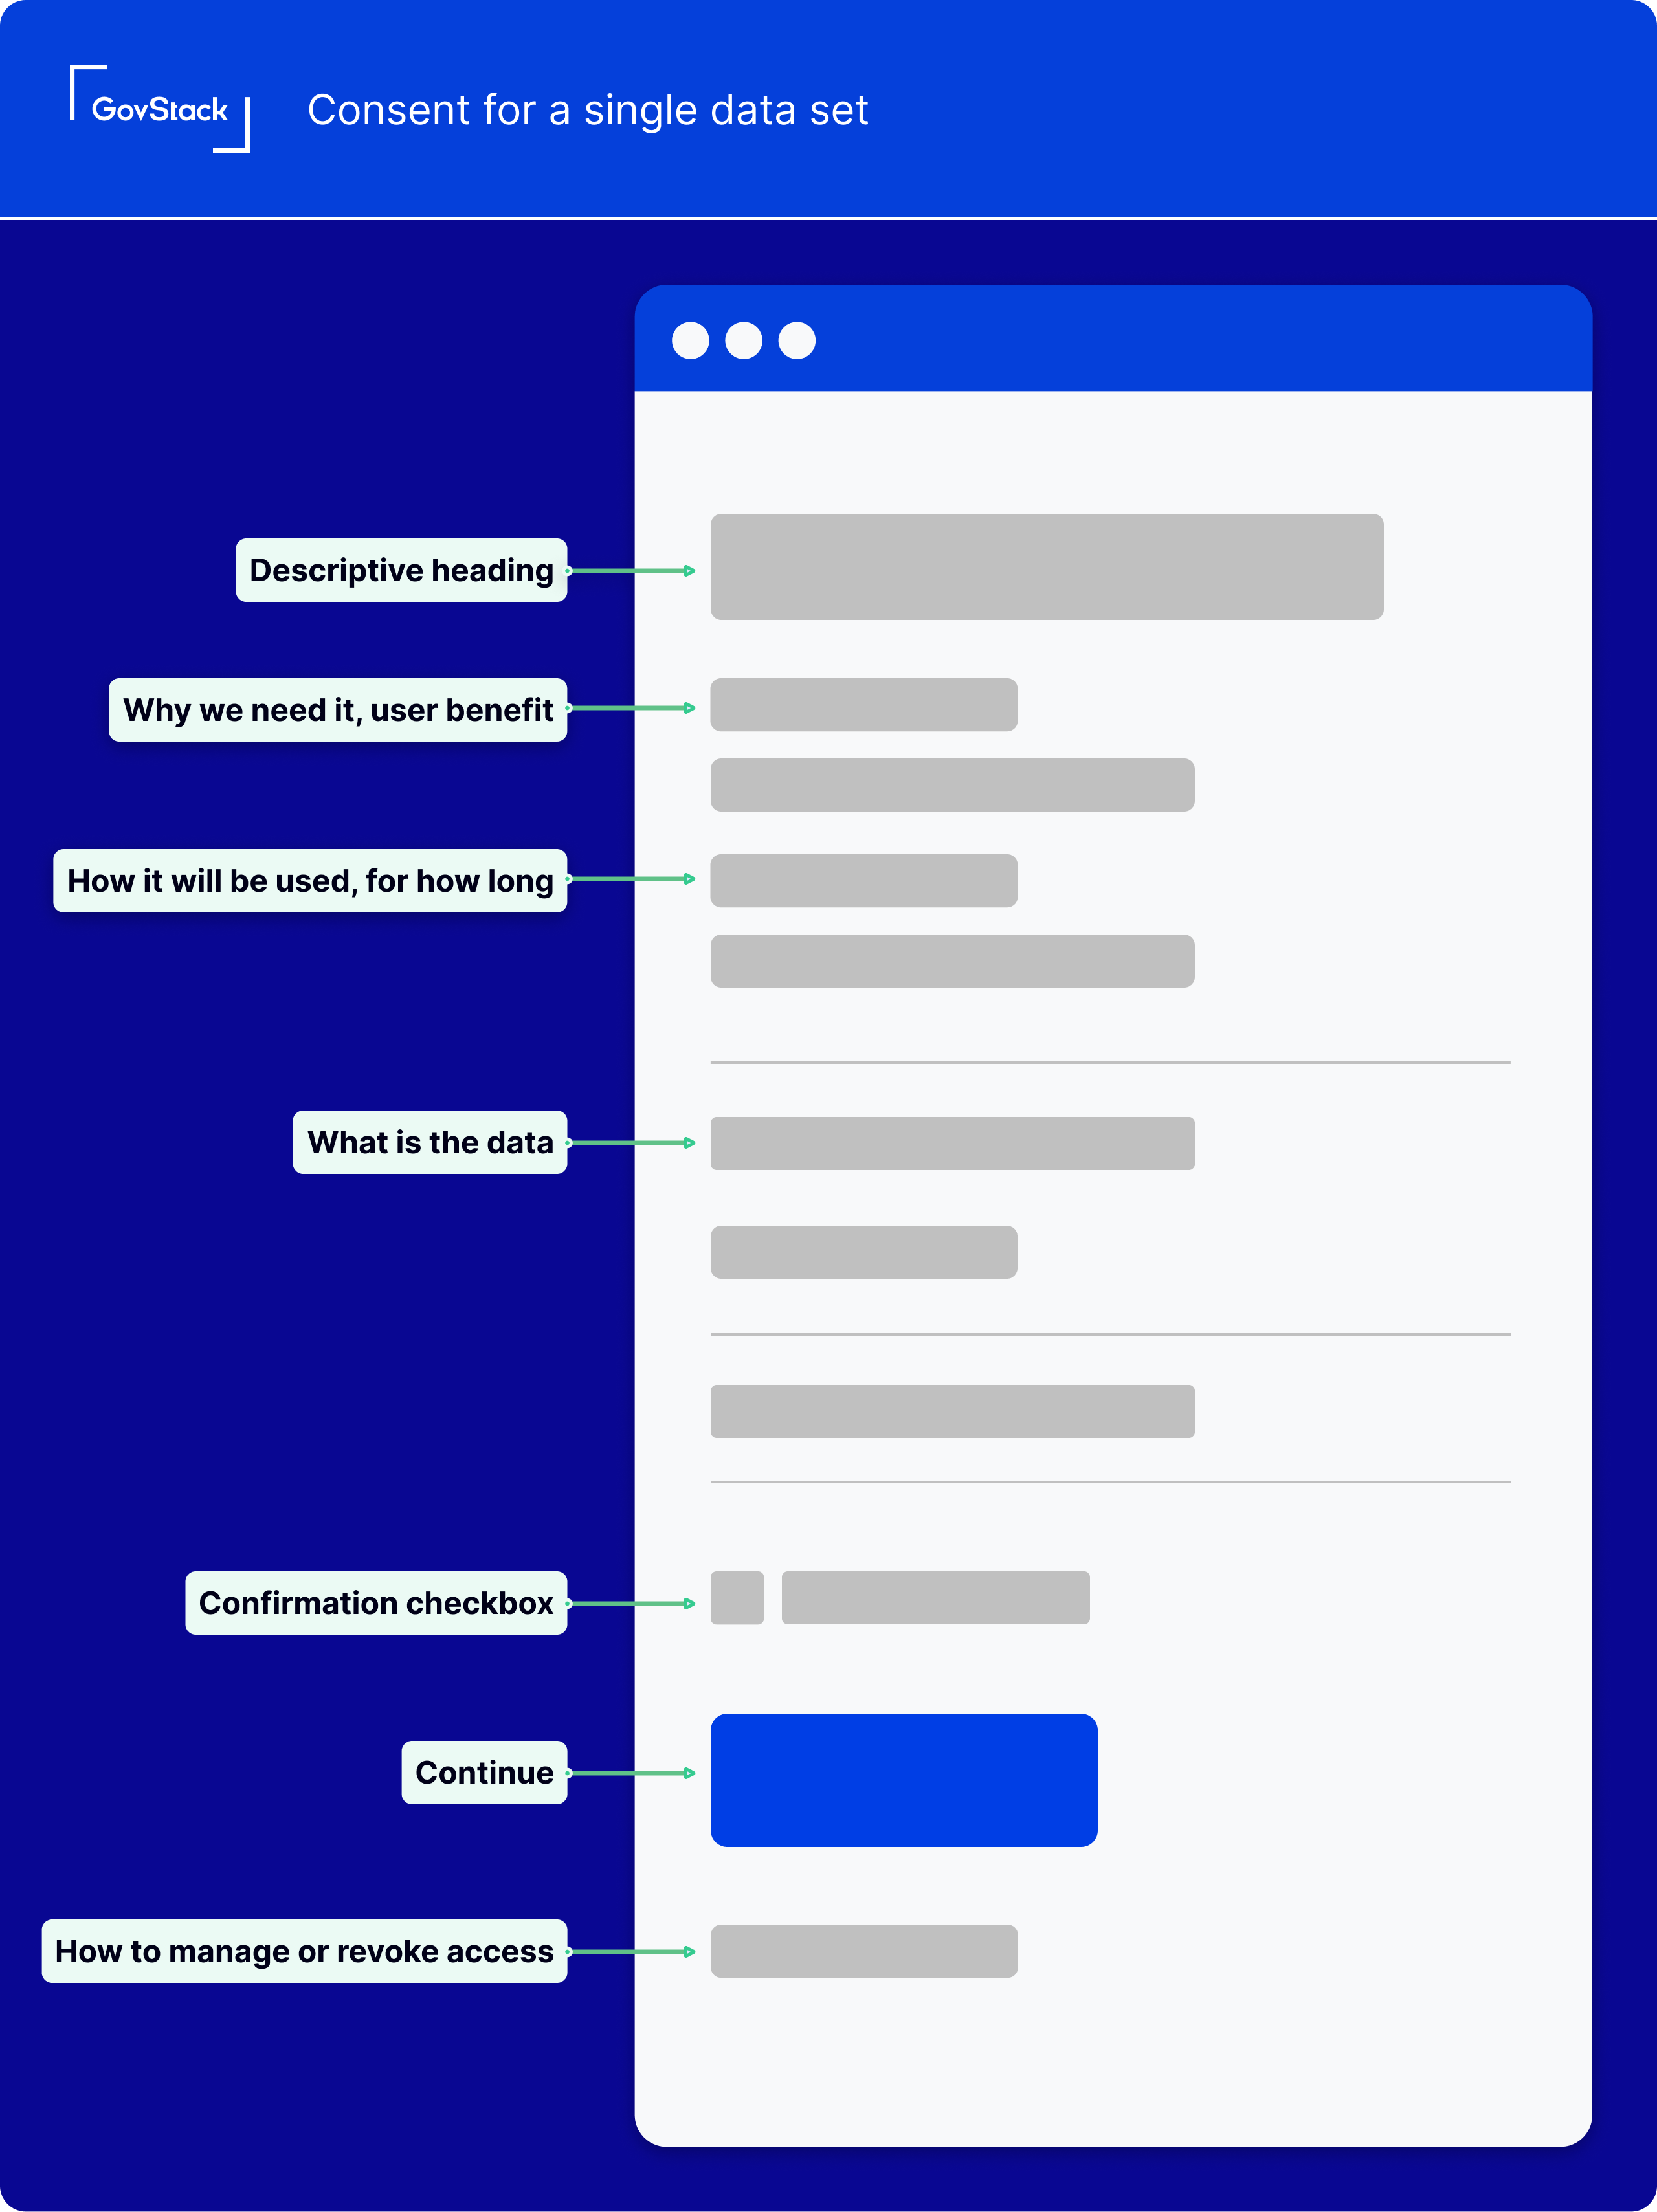 GovStack
Consent for a single data set
Descriptive heading
Why we need it, user benefit
How it will be used, for how long
What is the data
Confirmation checkbox
Continue
How to manage or revoke access